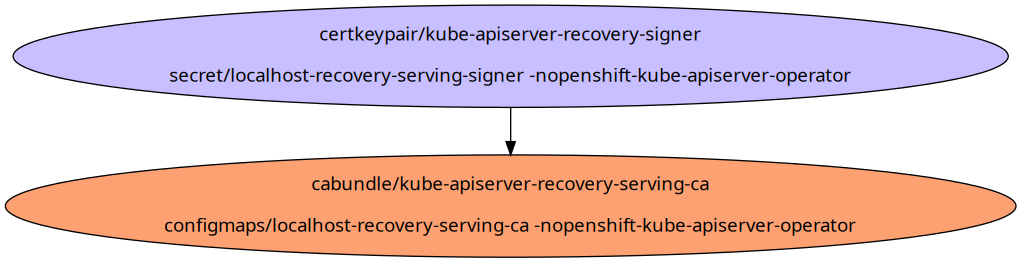 certkeypair/kube-apiserver-recovery-signer
secret/localhost-recovery-serving-signer -nopenshift-kube-apiserver-operator
cabundle/kube-apiserver-recovery-serving-ca
configmaps/localhost-recovery-serving-ca -nopenshift-kube-apiserver-operator